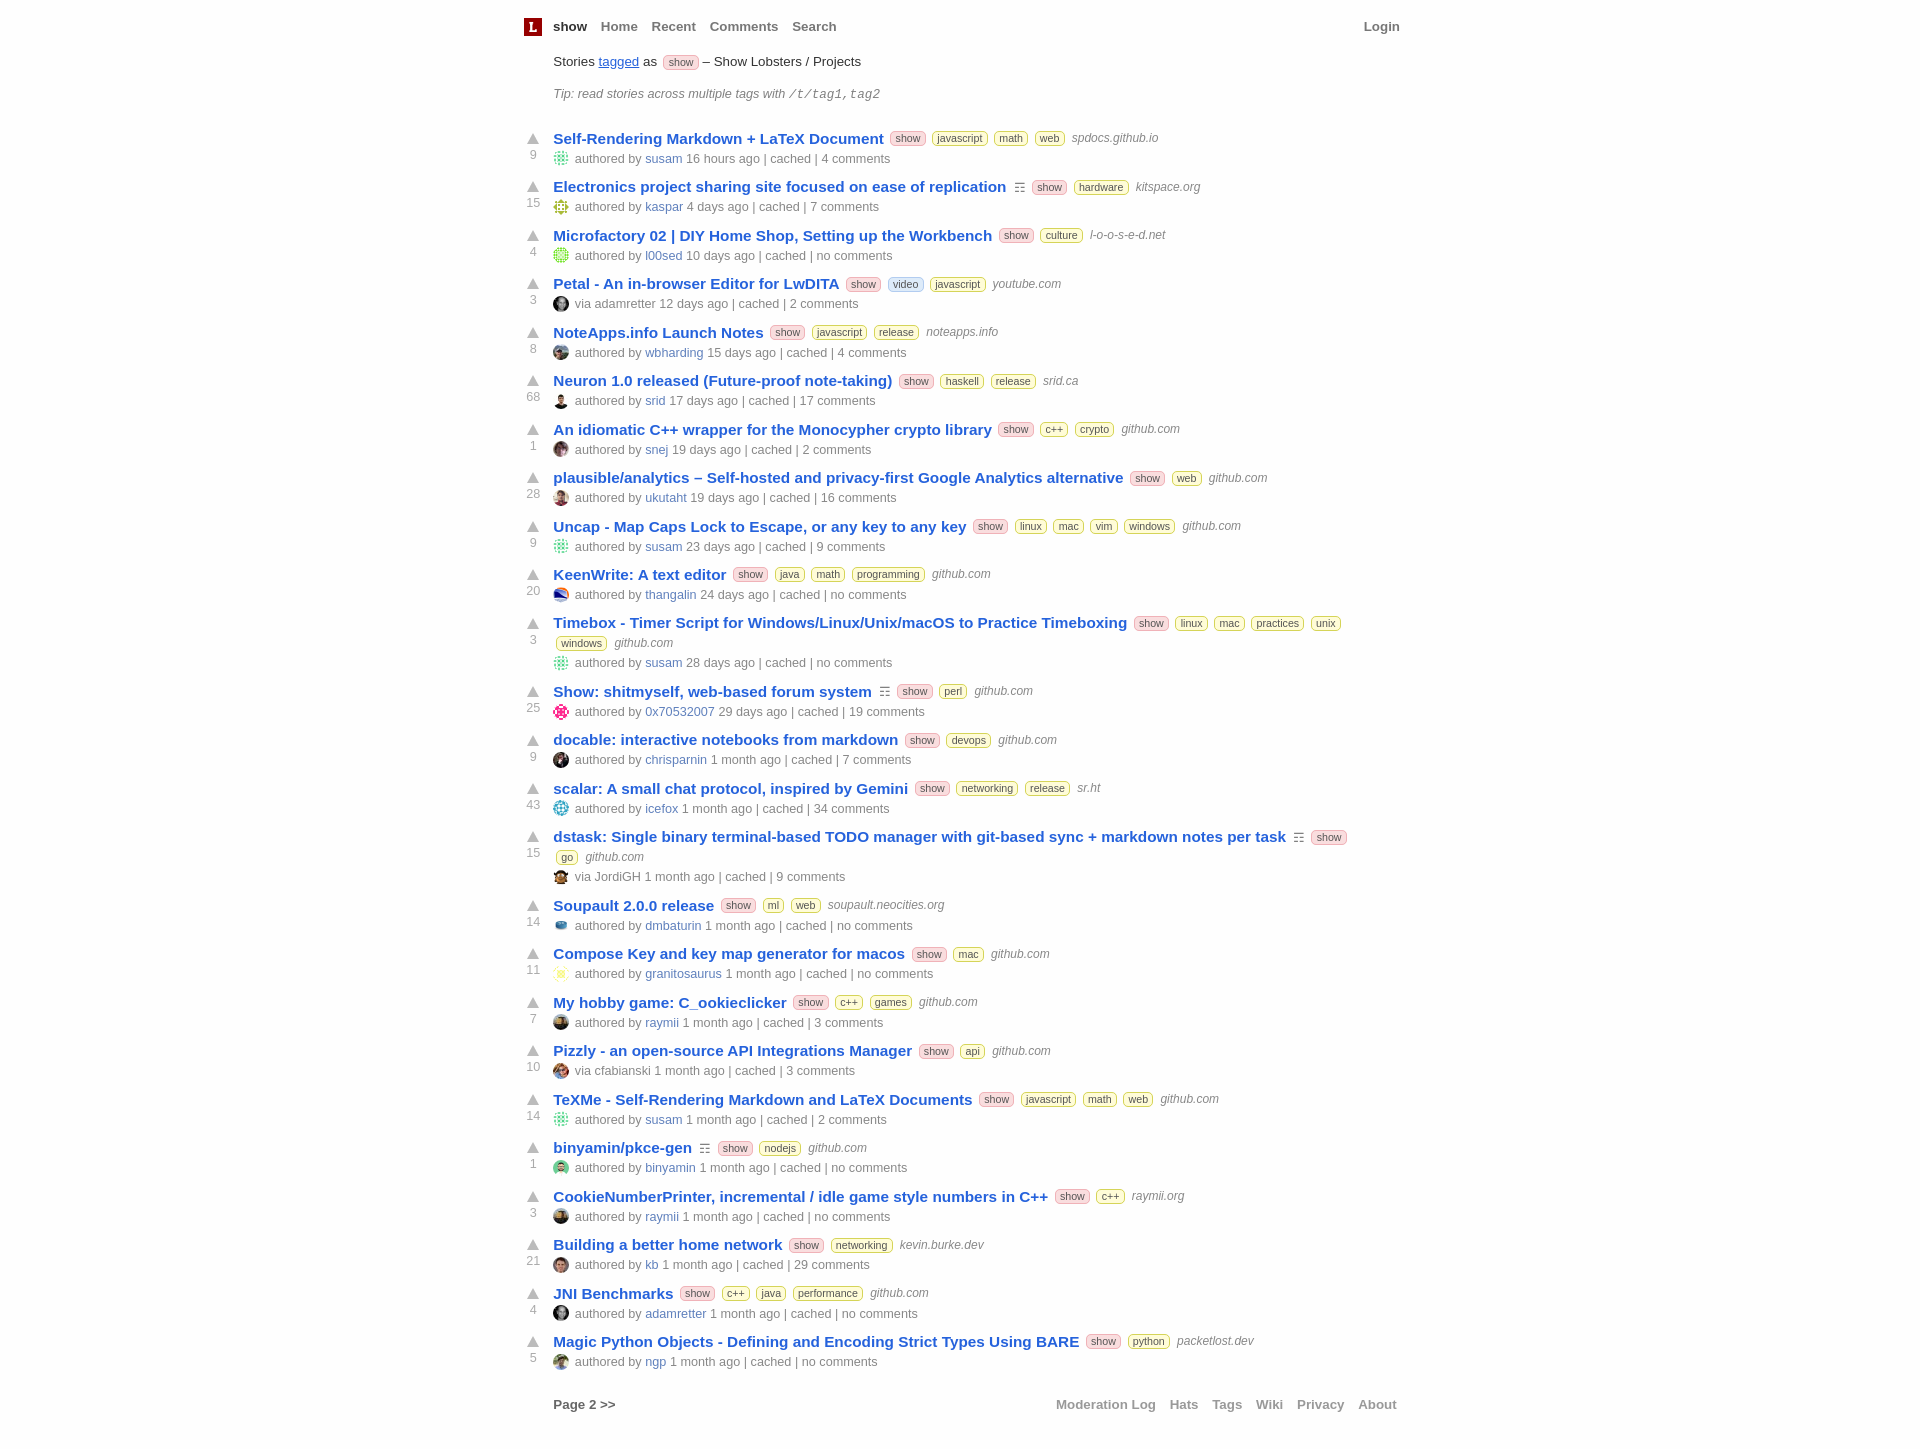 L show Home Recent Comments Search Login
Stories tagged as show – Show Lobsters / Projects
Tip: read stories across multiple tags with /t/tag1,tag2
Self-Rendering Markdown + LaTeX Document show javascript math web spdocs.github.io
9 authored by susam 16 hours ago | cached | 4 comments
Electronics project sharing site focused on ease of replication ☶ show hardware kitspace.org
15 authored by kaspar 4 days ago | cached | 7 comments
Microfactory 02 | DIY Home Shop, Setting up the Workbench show culture l-o-o-s-e-d.net
4 authored by l00sed 10 days ago | cached | no comments
Petal - An in-browser Editor for LwDITA show video javascript youtube.com
3 via adamretter 12 days ago | cached | 2 comments
NoteApps.info Launch Notes show javascript release noteapps.info
8 authored by wbharding 15 days ago | cached | 4 comments
Neuron 1.0 released (Future-proof note-taking) show haskell release srid.ca
68 authored by srid 17 days ago | cached | 17 comments
An idiomatic C++ wrapper for the Monocypher crypto library show c++ crypto github.com
1 authored by snej 19 days ago | cached | 2 comments
plausible/analytics – Self-hosted and privacy-first Google Analytics alternative show web github.com
28 authored by ukutaht 19 days ago | cached | 16 comments
Uncap - Map Caps Lock to Escape, or any key to any key show linux mac vim windows github.com
9 authored by susam 23 days ago | cached | 9 comments
KeenWrite: A text editor show java math programming github.com
20 authored by thangalin 24 days ago | cached | no comments
Timebox - Timer Script for Windows/Linux/Unix/macOS to Practice Timeboxing show linux mac practices unix
3 windows github.com
authored by susam 28 days ago | cached | no comments
Show: shitmyself, web-based forum system ☶ show perl github.com
25 authored by 0x70532007 29 days ago | cached | 19 comments
docable: interactive notebooks from markdown show devops github.com
9 authored by chrisparnin 1 month ago | cached | 7 comments
scalar: A small chat protocol, inspired by Gemini show networking release sr.ht
43 authored by icefox 1 month ago | cached | 34 comments
dstask: Single binary terminal-based TODO manager with git-based sync + markdown notes per task ☶ show
15 go github.com
via JordiGH 1 month ago | cached | 9 comments
Soupault 2.0.0 release show ml web soupault.neocities.org
14 authored by dmbaturin 1 month ago | cached | no comments
Compose Key and key map generator for macos show mac github.com
11 authored by granitosaurus 1 month ago | cached | no comments
My hobby game: C_ookieclicker show c++ games github.com
7 authored by raymii 1 month ago | cached | 3 comments
Pizzly - an open-source API Integrations Manager show api github.com
10 via cfabianski 1 month ago | cached | 3 comments
TeXMe - Self-Rendering Markdown and LaTeX Documents show javascript math web github.com
14 authored by susam 1 month ago | cached | 2 comments
binyamin/pkce-gen ☶ show nodejs github.com
1 authored by binyamin 1 month ago | cached | no comments
CookieNumberPrinter, incremental / idle game style numbers in C++ show c++ raymii.org
3 authored by raymii 1 month ago | cached | no comments
Building a better home network show networking kevin.burke.dev
21 authored by kb 1 month ago | cached | 29 comments
JNI Benchmarks show c++ java performance github.com
4 authored by adamretter 1 month ago | cached | no comments
Magic Python Objects - Defining and Encoding Strict Types Using BARE show python packetlost.dev
5 authored by ngp 1 month ago | cached | no comments
Page 2 >> Moderation Log Hats Tags Wiki Privacy About